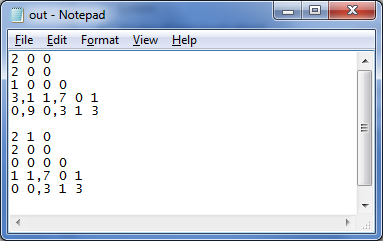 out - Notepad
File Edit Format View Help
2 0 0
2 0 0
1 0 0 0
3,1 1,7 0 1
0,9 0,3 1 3

2 1 0
2 0 0
0 0 0 0
1 1,7 0 1
0 0,3 1 3